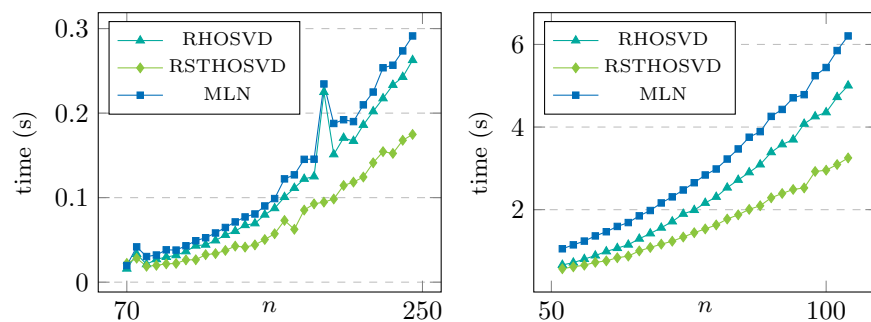 RHOSVD
RSTHOSVD
MLN
time (s)
0.3
0.2
0.1
0
70
n
250
RHOSVD
RSTHOSVD
MLN
time (s)
6
4
2
50
n
100